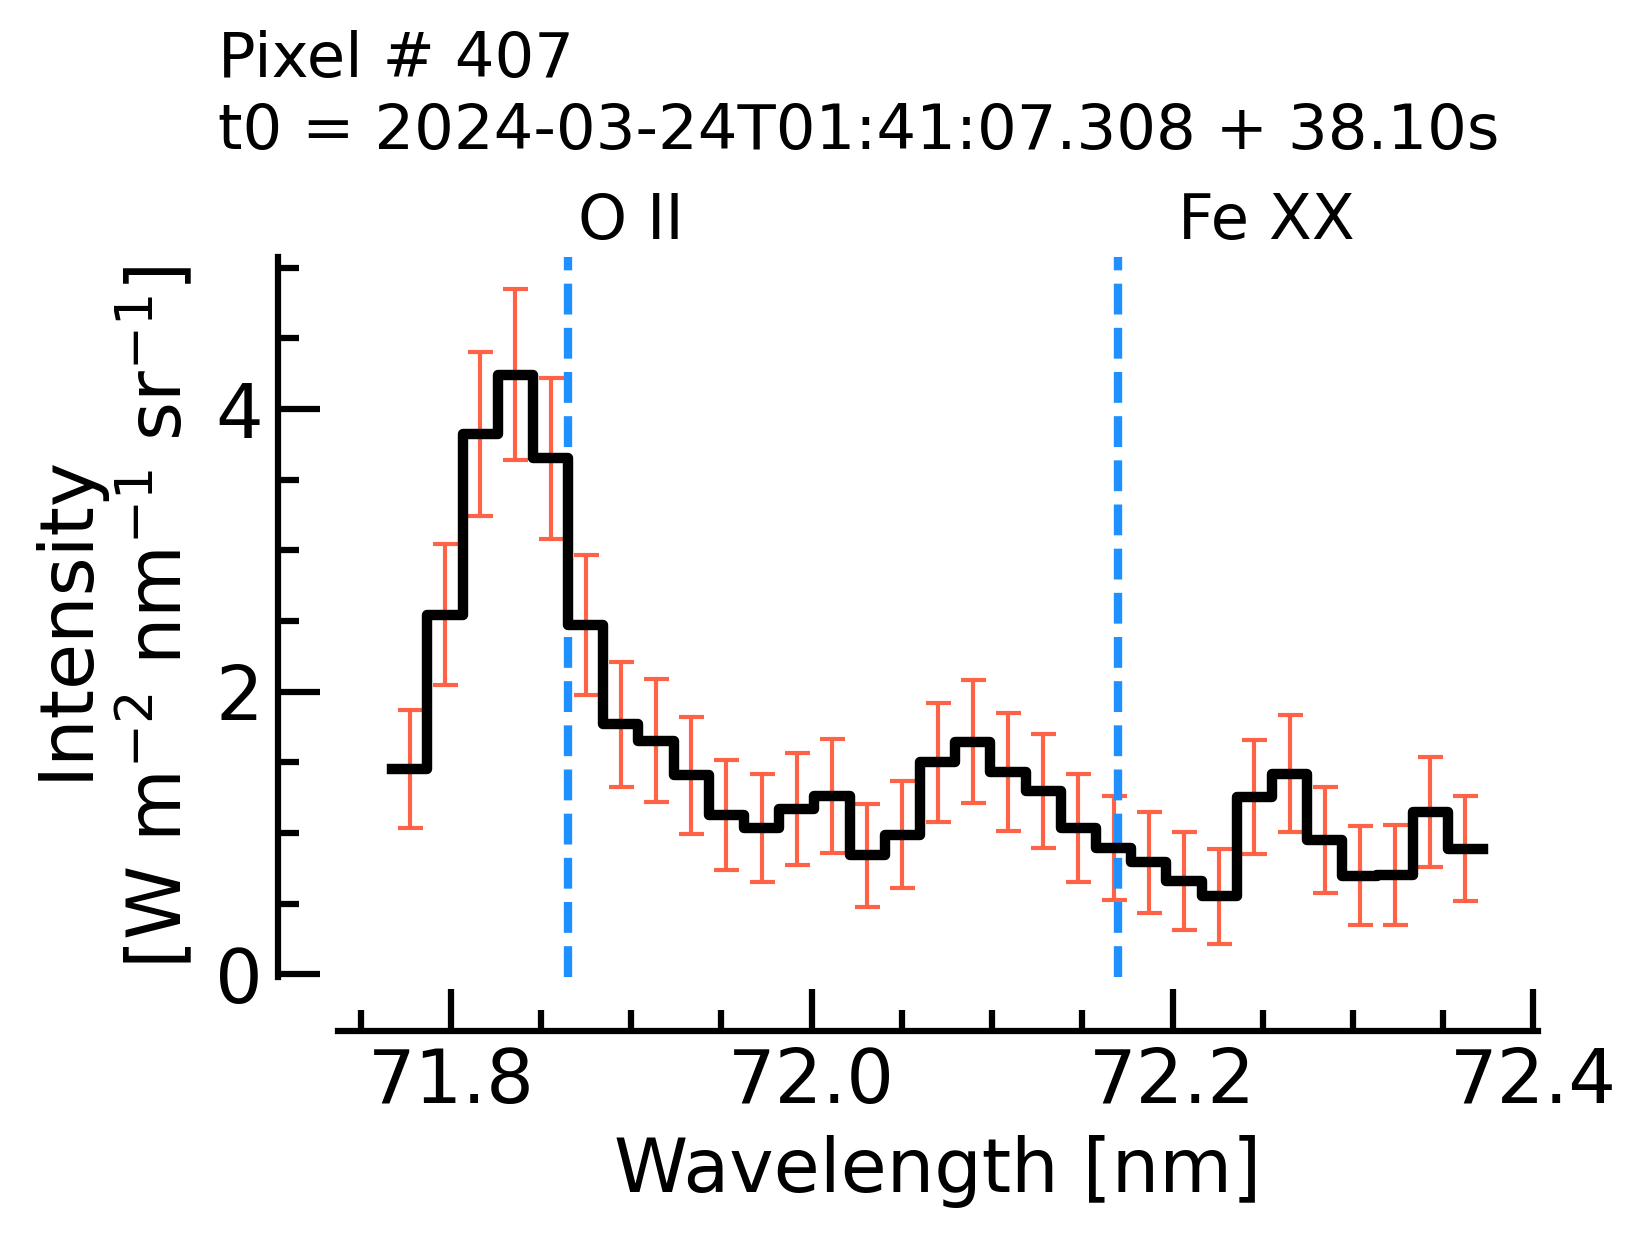 Pixel # 407
t0 = 2024-03-24T01:41:07.308 + 38.10s
O II
Fe XX
Intensity
[W m⁻² nm⁻¹ sr⁻¹]
4
2
0
71.8 72.0 72.2 72.4
Wavelength [nm]